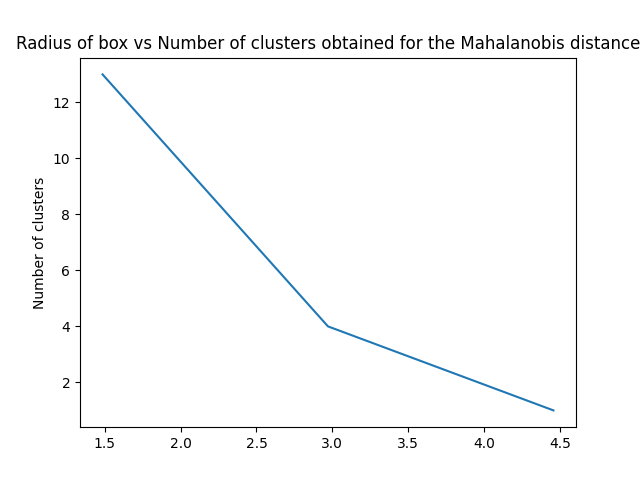 Radius of box vs Number of clusters obtained for the Mahalanobis distance
Number of clusters
12
10
8
6
4
2
1.5 2.0 2.5 3.0 3.5 4.0 4.5